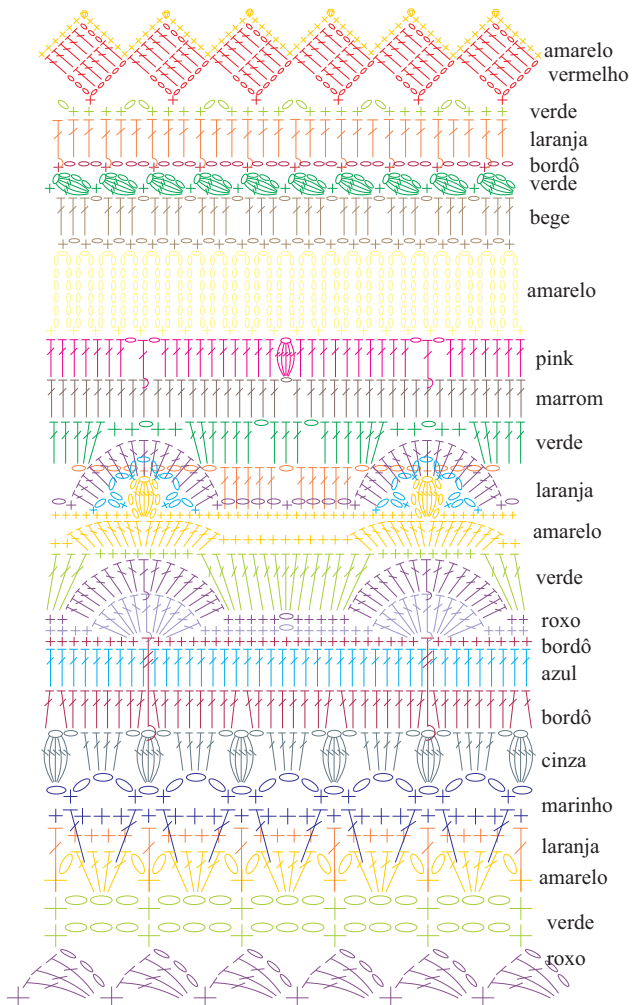 amarelo
vermelho
verde
laranja
bordô
verde
bege
amarelo
pink
marrom
verde
laranja
amarelo
verde
roxo
bordô
azul
bordô
cinza
marinho
laranja
amarelo
verde
roxo